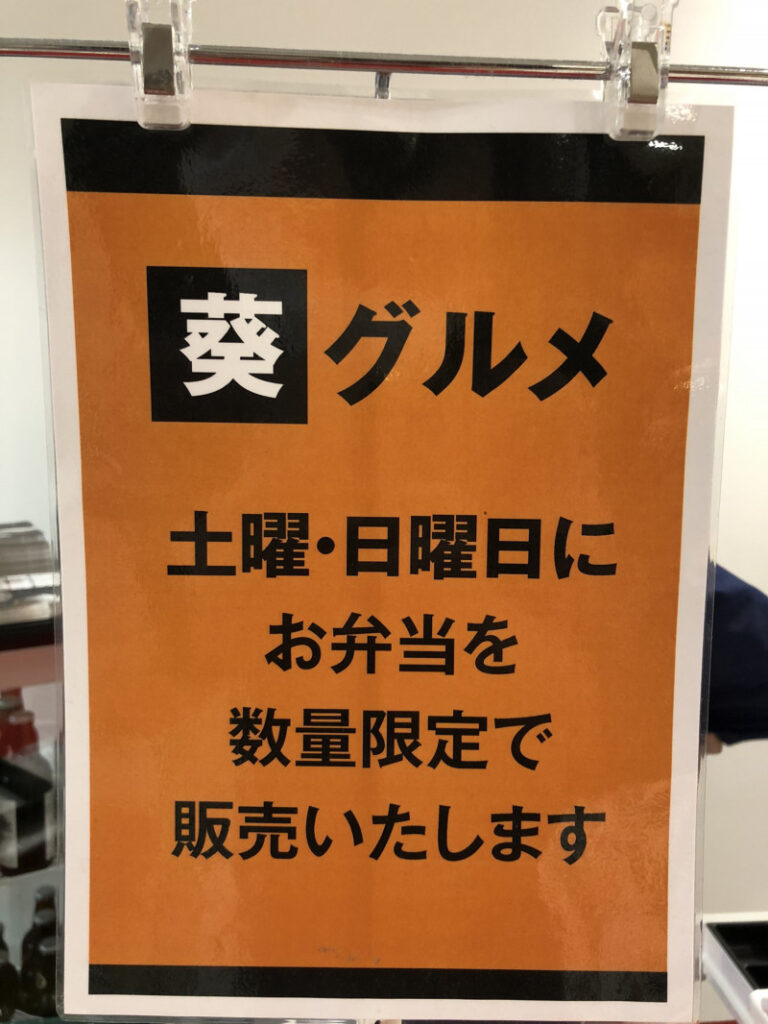 葵グルメ
土曜・日曜日に
お弁当を
数量限定で
販売いたします